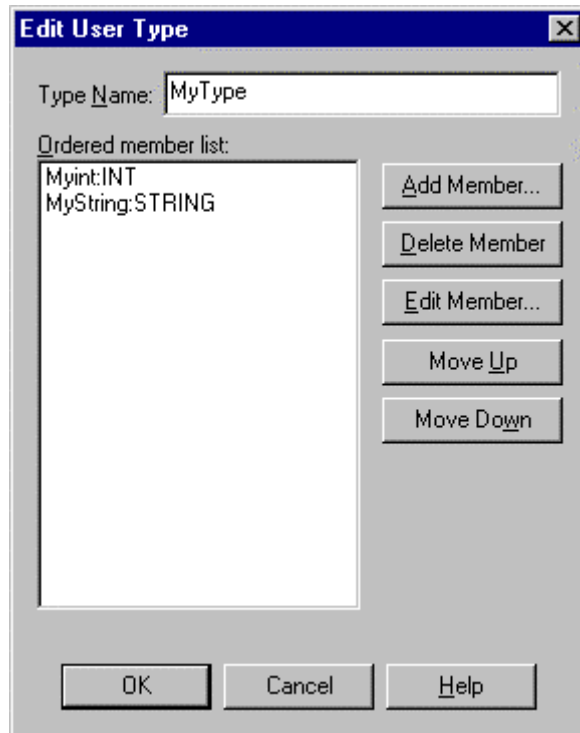 Edit User Type
Type Name: MyType
Ordered member list:
Myint:INT
MyString:STRING
Add Member...
Delete Member
Edit Member...
Move Up
Move Down
OK Cancel Help